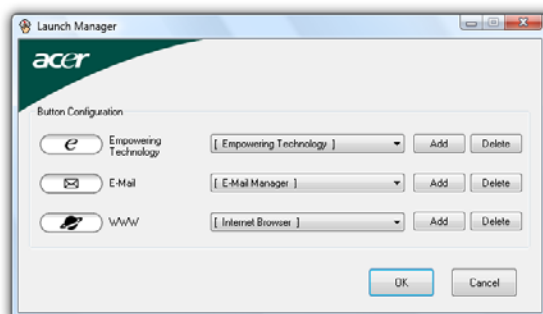 Launch Manager
acer
Button Configuration
e Empowering Technology [ Empowering Technology ] Add Delete
E-Mail [ E-Mail Manager ] Add Delete
WWW [ Internet Browser ] Add Delete
OK Cancel